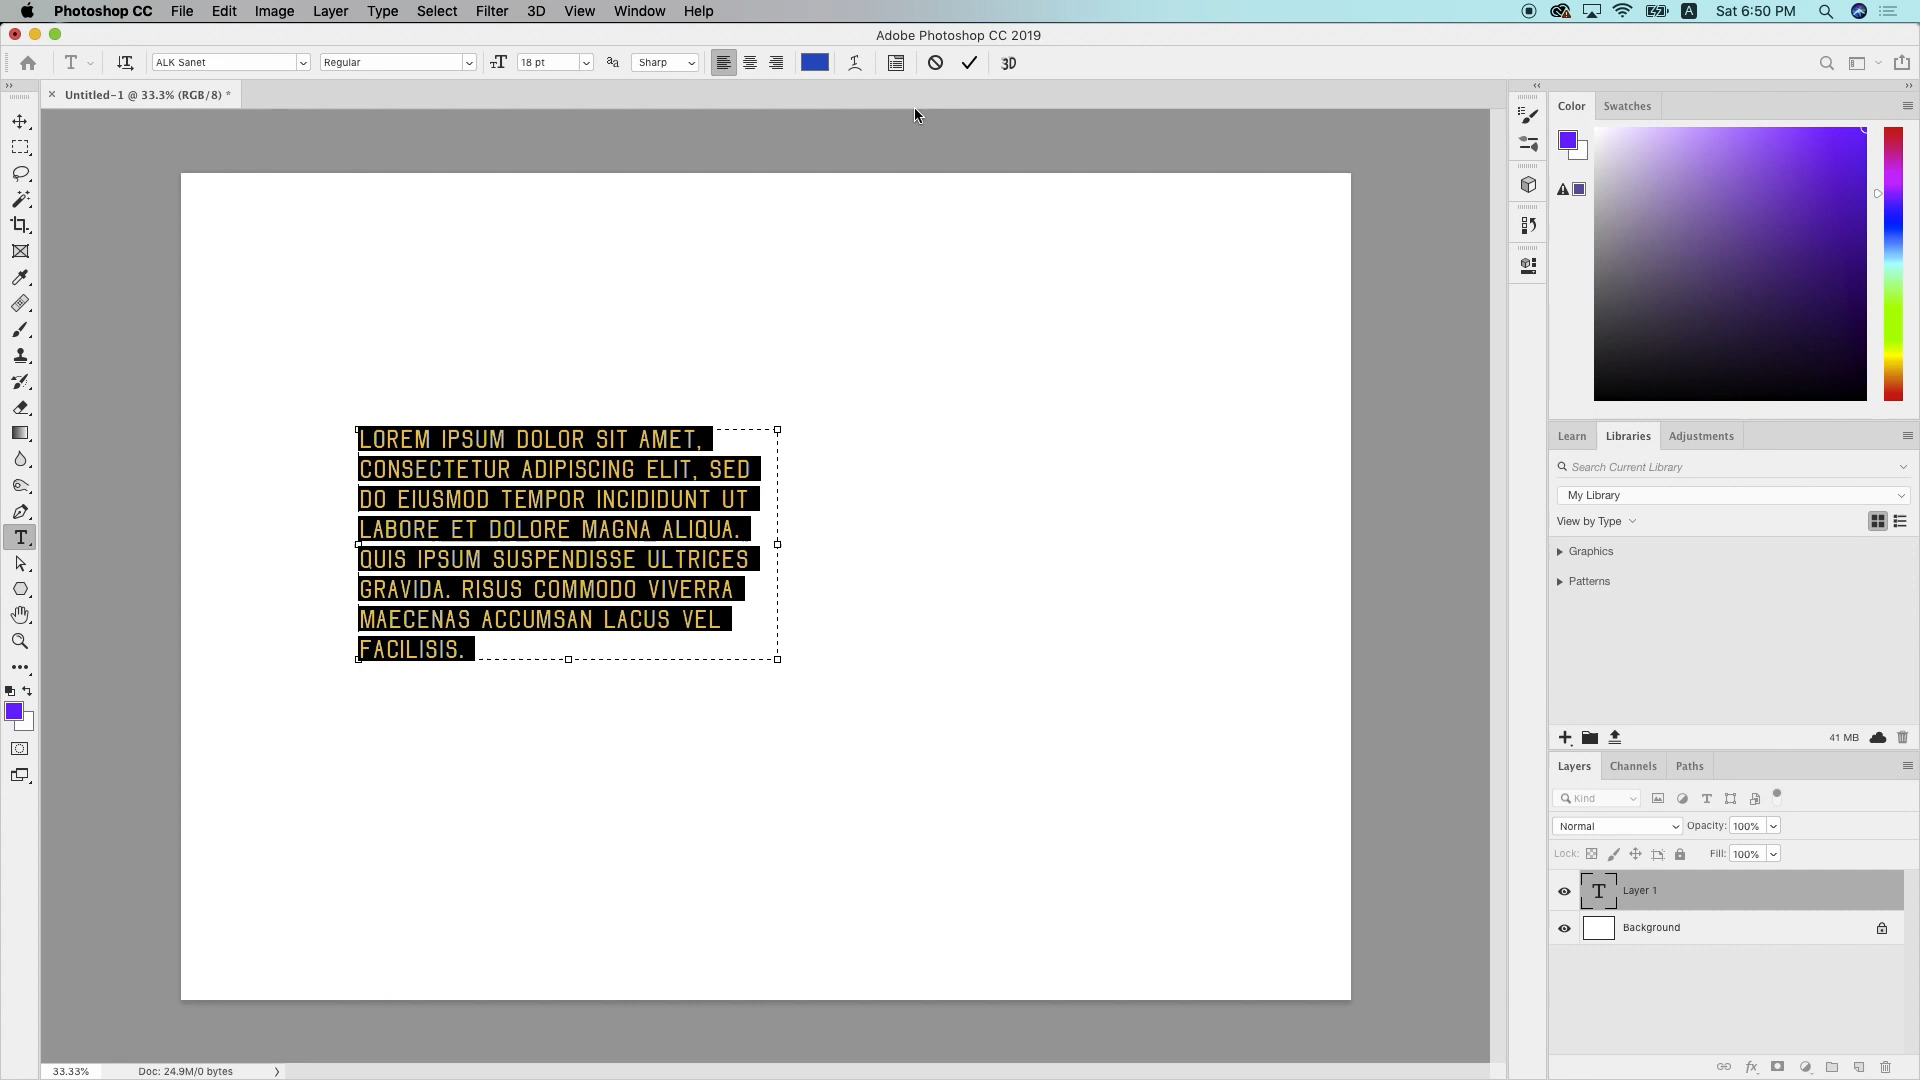 Photoshop CC File Edit Image Layer Type Select Filter 3D View Window Help A Sat 6:50 PM
Adobe Photoshop CC 2019
T ALK Sanet Regular 18 pt aa Sharp 3D
Untitled-1 @ 33.3% (RGB/8) *
Color Swatches
LOREM IPSUM DOLOR SIT AMET,
CONSECTETUR ADIPISCING ELIT, SED
DO EIUSMOD TEMPOR INCIDIDUNT UT
LABORE ET DOLORE MAGNA ALIQUA.
QUIS IPSUM SUSPENDISSE ULTRICES
GRAVIDA. RISUS COMMODO VIVERRA
MAECENAS ACCUMSAN LACUS VEL
FACILISIS.
Learn Libraries Adjustments
Search Current Library
My Library
View by Type
Graphics
Patterns
41 MB
Layers Channels Paths
Kind
Normal Opacity: 100%
Lock: Fill: 100%
T Layer 1
Background
fx
33.33% Doc: 24.9M/0 bytes